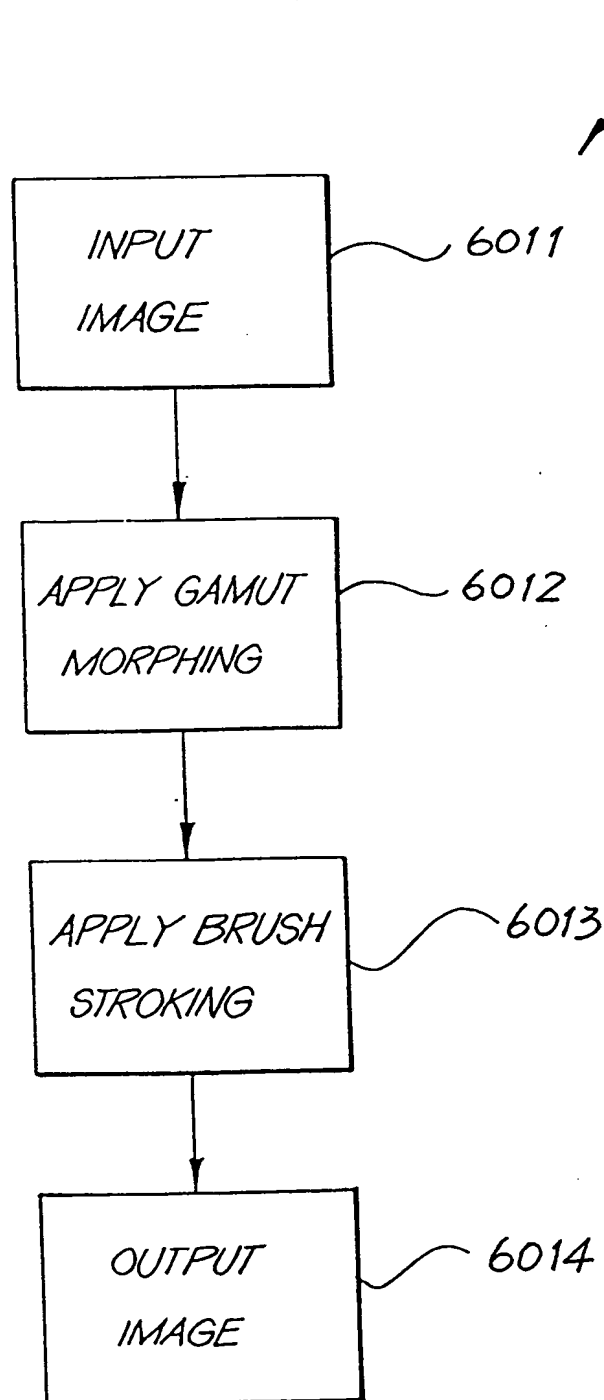 INPUT
IMAGE
6011
APPLY GAMUT
MORPHING
6012
APPLY BRUSH
STROKING
6013
OUTPUT
IMAGE
6014